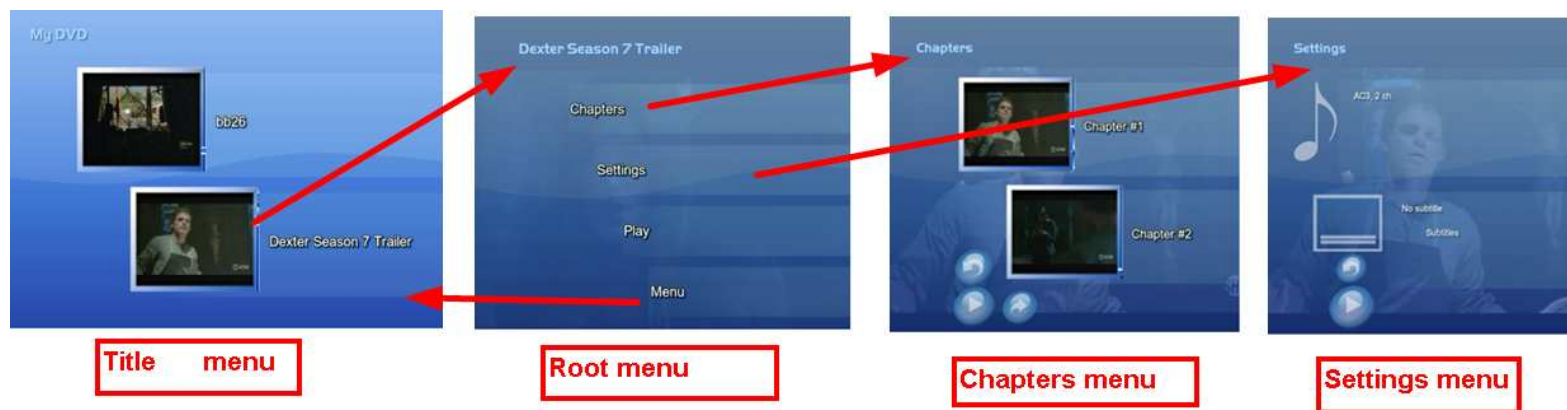 My DVD
bb26
Dexter Season 7 Trailer
Title menu
Dexter Season 7 Trailer
Chapters
Settings
Play
Menu
Root menu
Chapters
Chapter #1
Chapter #2
Chapters menu
Settings
AC3, 2 ch
No subtitle
Subtitles
Settings menu